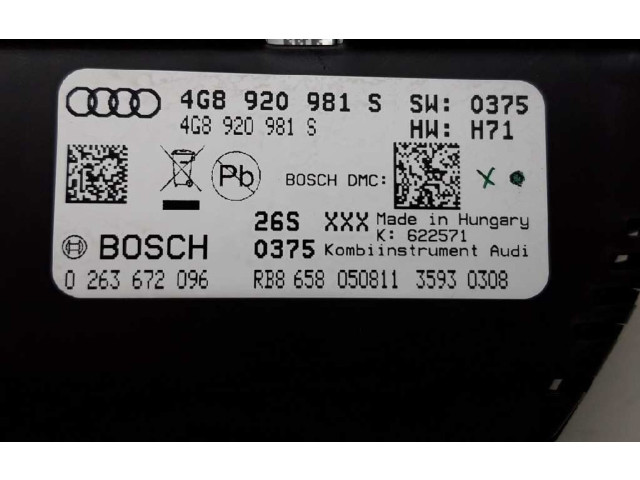 4G8 920 981 S SW: 0375
4G8 920 981 S HW: H71
Pb BOSCH DMC: X
26S XXX Made in Hungary
K: 622571
BOSCH 0375 Kombiinstrument Audi
0 263 672 096 RB8 658 050811 3593 0308